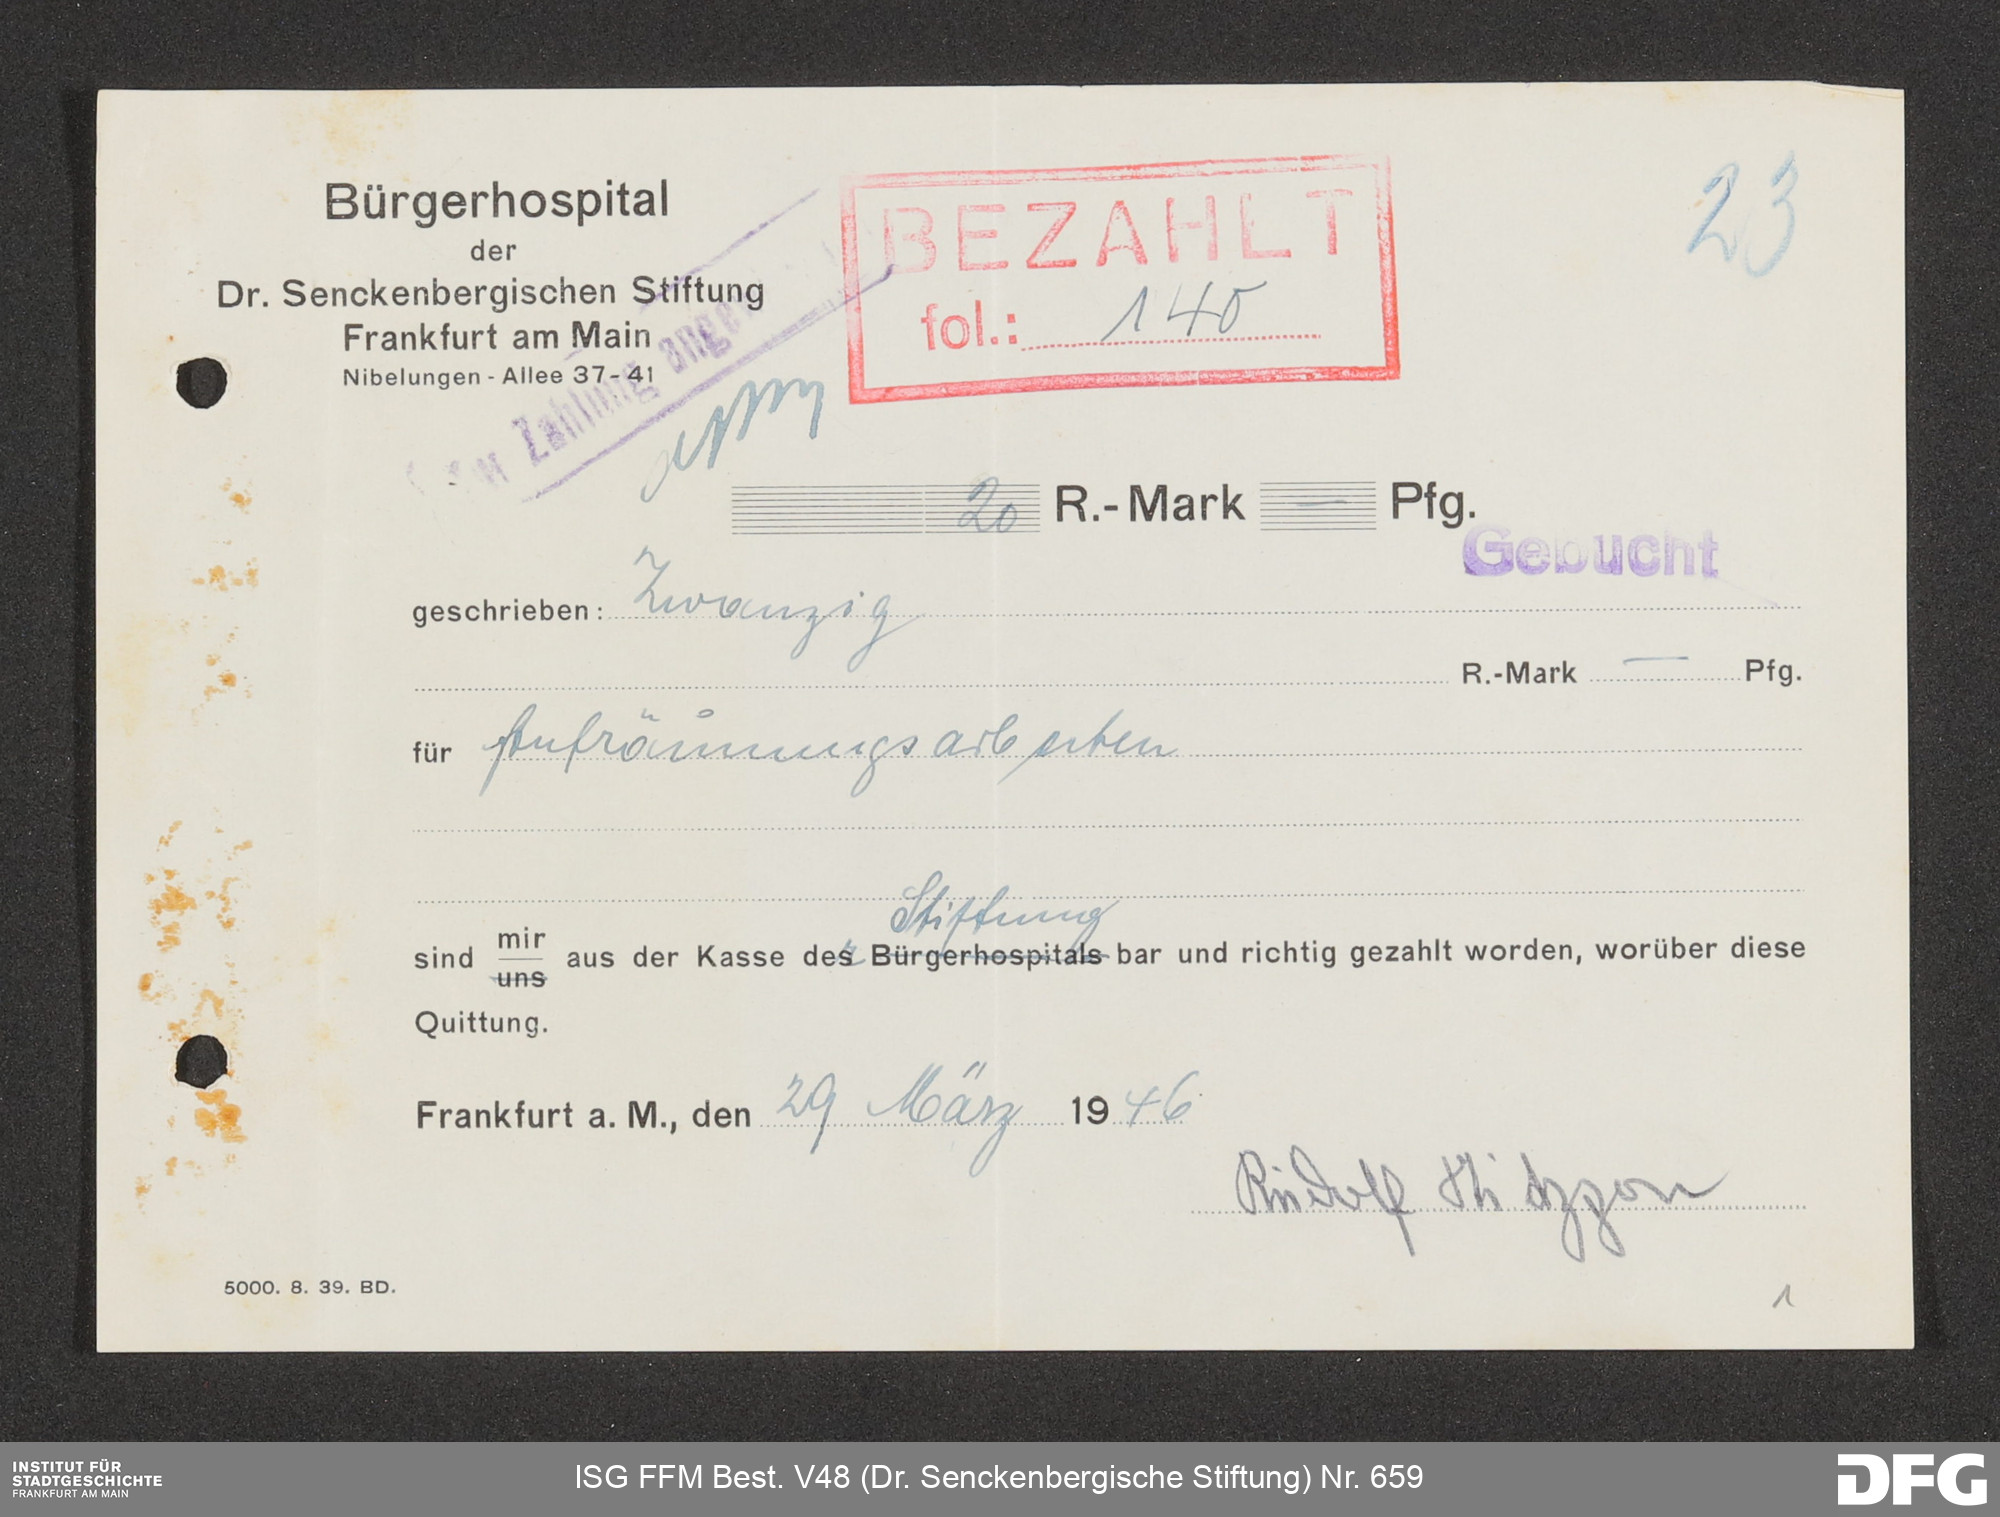 23
Bürgerhospital
der
Dr. Senckenbergischen Stiftung
Frankfurt am Main
Nibelungen - Allee 37-41
BEZAHLT
fol.: 140
Zahlung
20 R.-Mark — Pfg.
Gebucht
geschrieben: Zwanzig
R.-Mark — Pfg.
für Aufräumungsarbeiten
Stiftung
sind mir aus der Kasse des Bürgerhospitals bar und richtig gezahlt worden, worüber diese
uns
Quittung.
Frankfurt a. M., den 29 März 1946
Rudolf
5000. 8. 39. BD.
1
INSTITUT FÜR
STADTGESCHICHTE
FRANKFURT AM MAIN
ISG FFM Best. V48 (Dr. Senckenbergische Stiftung) Nr. 659
DFG